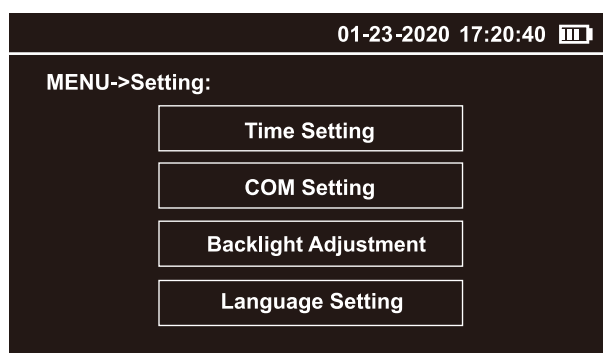 01-23-2020 17:20:40
MENU->Setting:
Time Setting
COM Setting
Backlight Adjustment
Language Setting